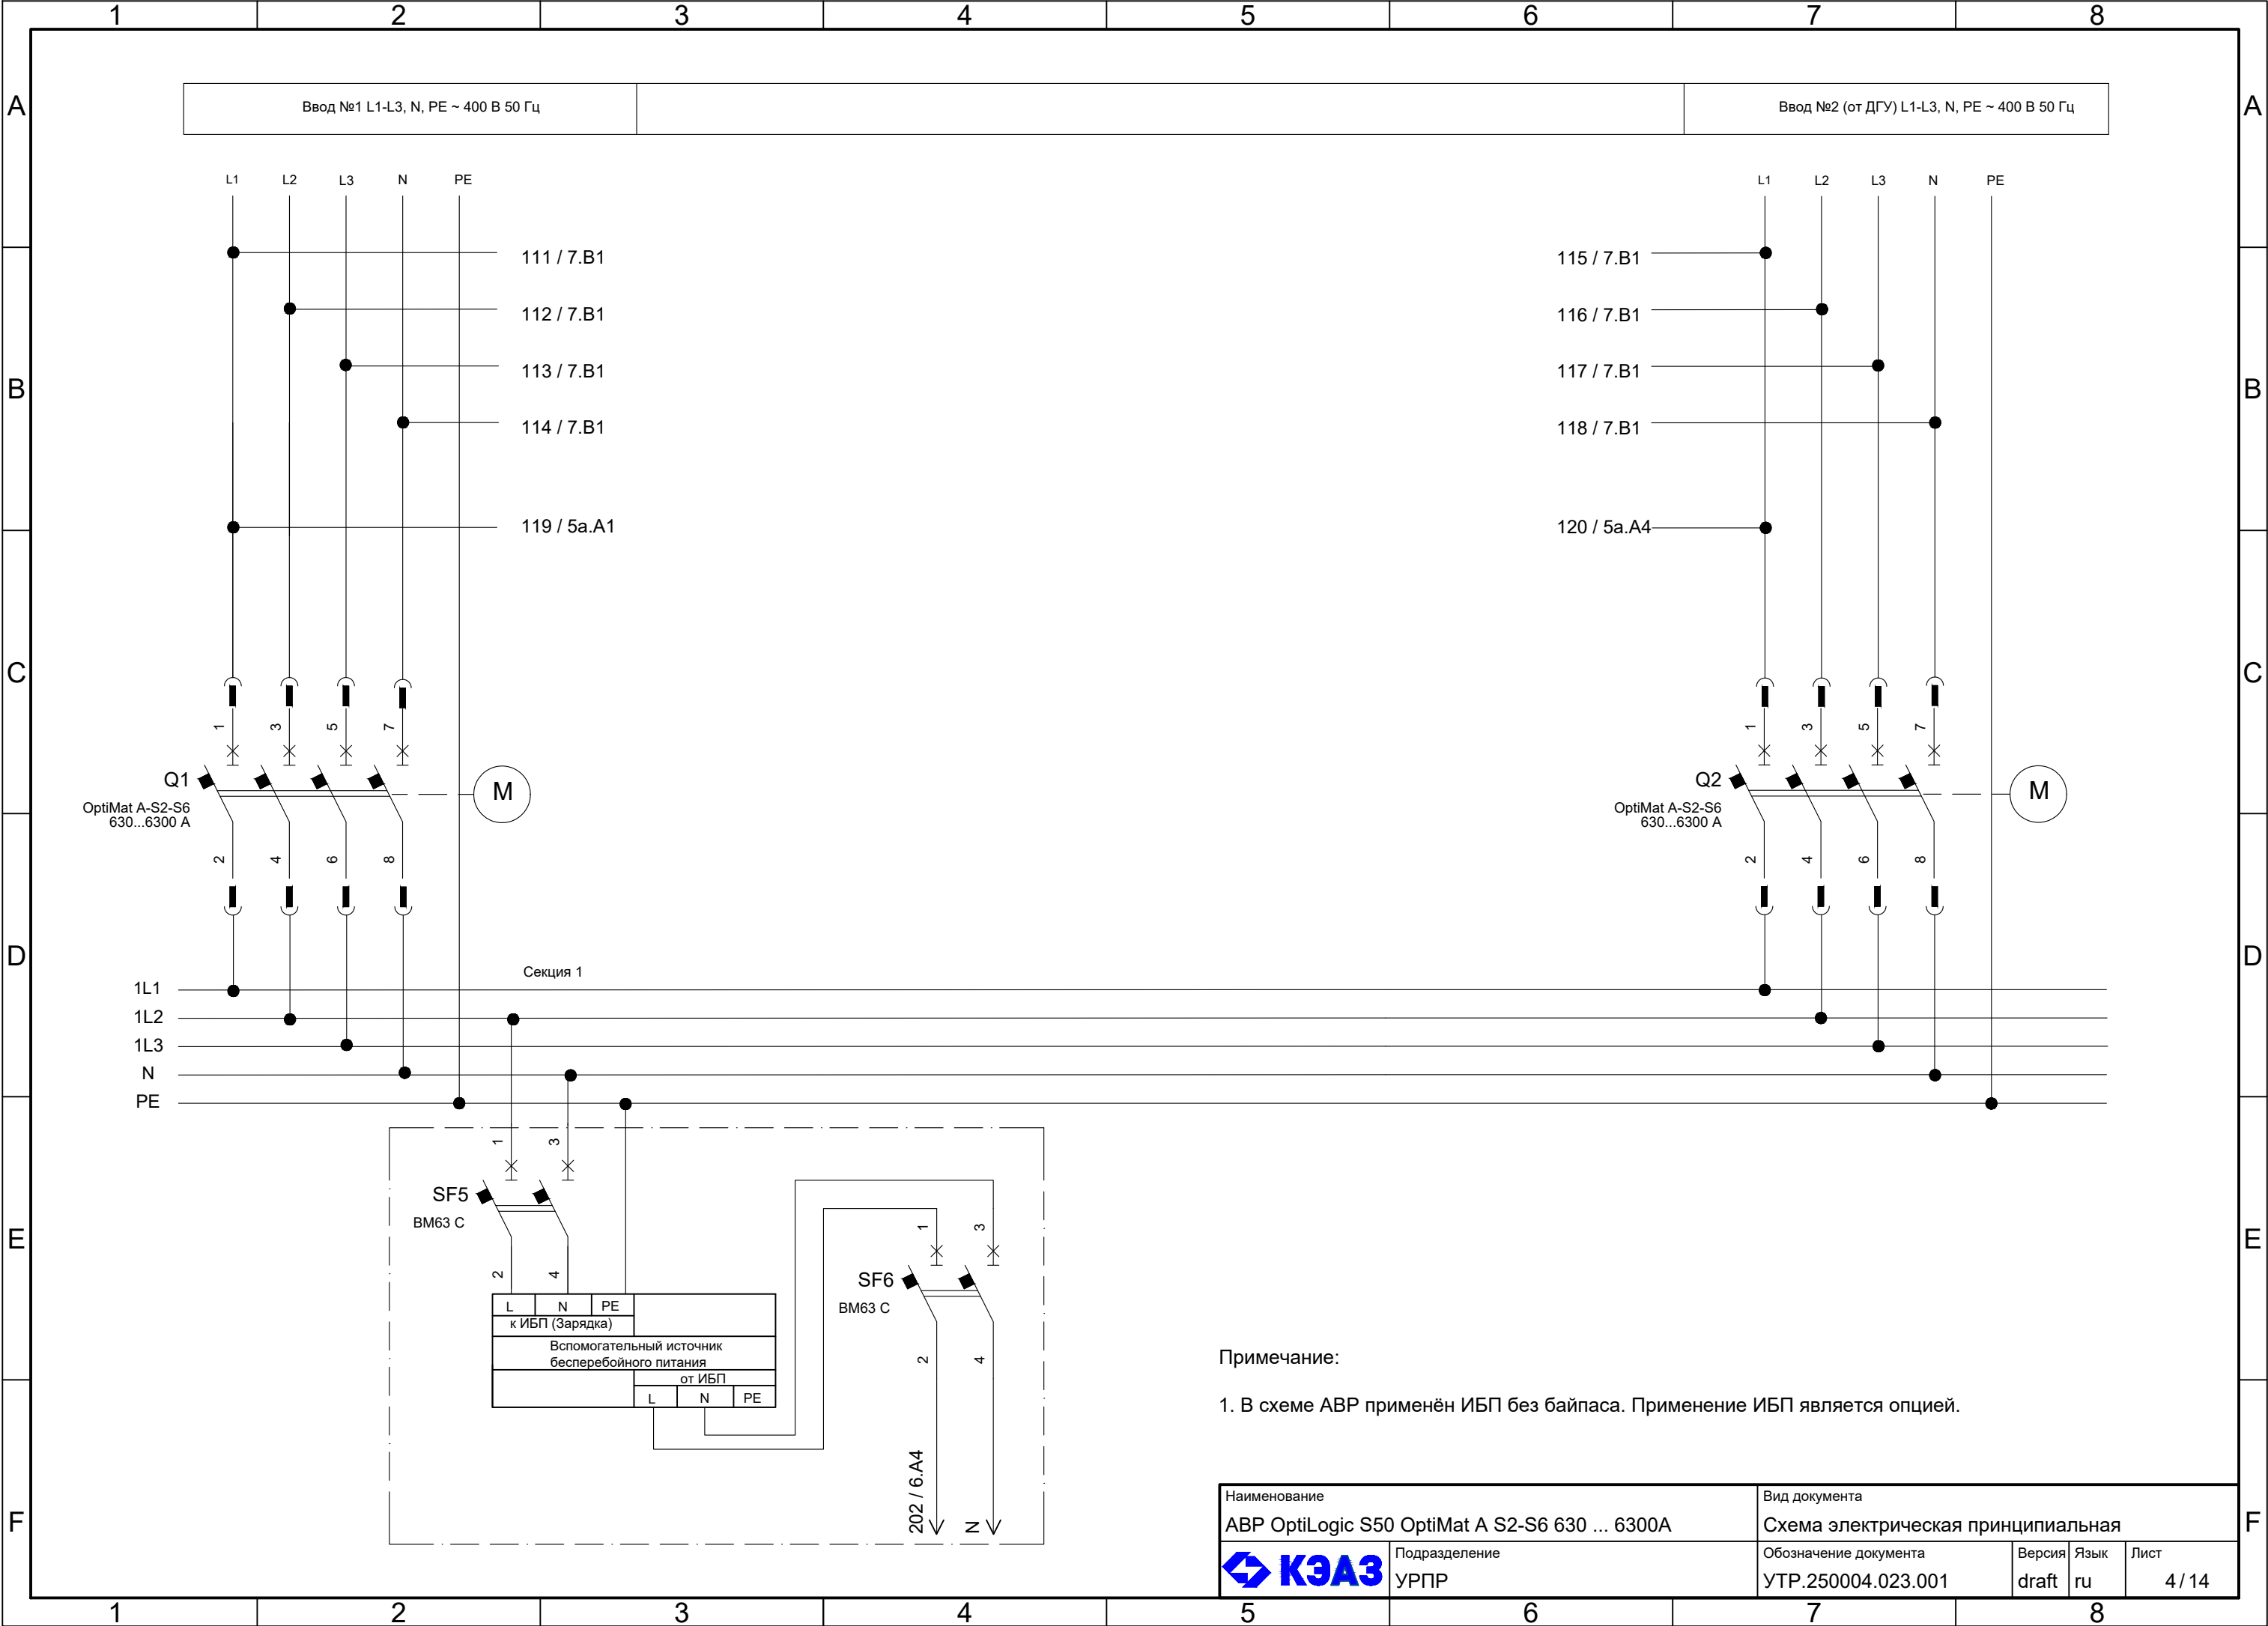 1 2 3 4 5 6 7 8
A A
Ввод №1 L1-L3, N, PE ~ 400 В 50 Гц
Ввод №2 (от ДГУ) L1-L3, N, PE ~ 400 В 50 Гц
L1 L2 L3 N PE
L1 L2 L3 N PE
111 / 7.B1
115 / 7.B1
112 / 7.B1
116 / 7.B1
113 / 7.B1
117 / 7.B1
B B
114 / 7.B1
118 / 7.B1
119 / 5a.A1
120 / 5a.A4
C C
1 3 5 7
1 3 5 7
Q1
M
Q2
M
OptiMat A-S2-S6
630...6300 A
OptiMat A-S2-S6
630...6300 A
2 4 6 8
2 4 6 8
D D
Секция 1
1L1
1L2
1L3
N
PE
1 3
SF5
BM63 C
2 4
E E
1 3
SF6
BM63 C
2 4
L N PE
к ИБП (Зарядка)
Вспомогательный источник
бесперебойного питания
от ИБП
L N PE
202 / 6.A4
N
Примечание:
1. В схеме АВР применён ИБП без байпаса. Применение ИБП является опцией.
F F
Наименование
АВР OptiLogic S50 OptiMat A S2-S6 630 ... 6300A
Вид документа
Схема электрическая принципиальная
КЭАЗ
Подразделение
УРПР
Обозначение документа
УТР.250004.023.001
Версия
draft
Язык
ru
Лист
4 / 14
1 2 3 4 5 6 7 8